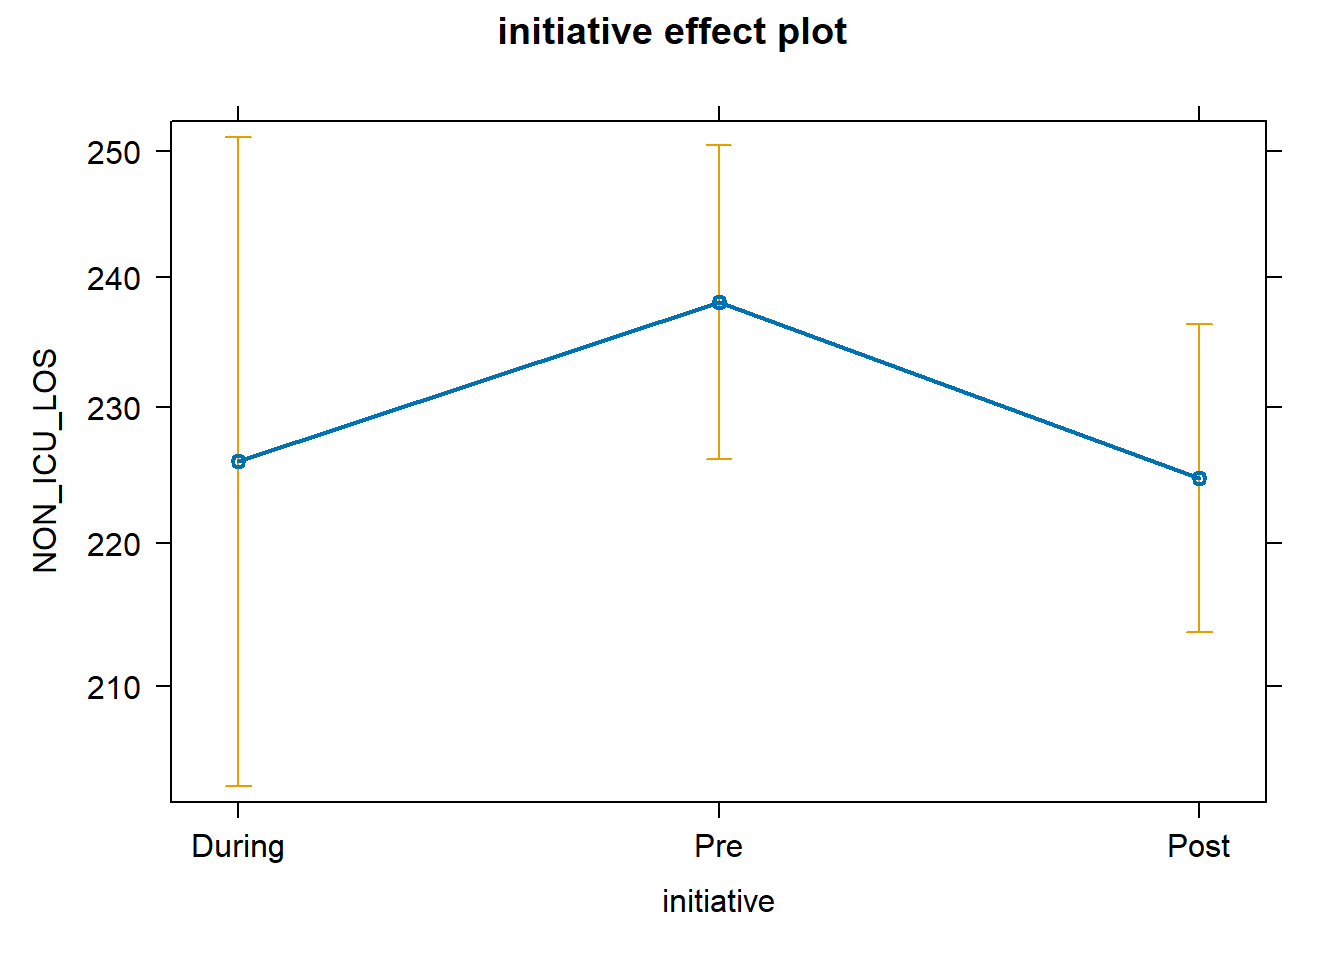 initiative effect plot
250
240
230
220
210
NON_ICU_LOS
During Pre Post
initiative